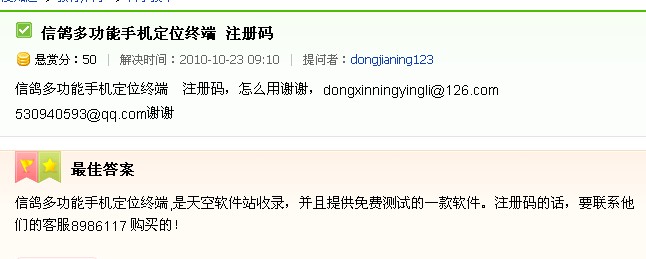 信鸽多功能手机定位终端 注册码
悬赏分：50 | 解决时间：2010-10-23 09:10 | 提问者：dongjianing123
信鸽多功能手机定位终端 注册码，怎么用谢谢，dongxinningyingli@126.com
530940593@qq.com谢谢
最佳答案
信鸽多功能手机定位终端,是天空软件站收录，并且提供免费测试的一款软件。注册码的话，要联系他
们的客服8986117 购买的！